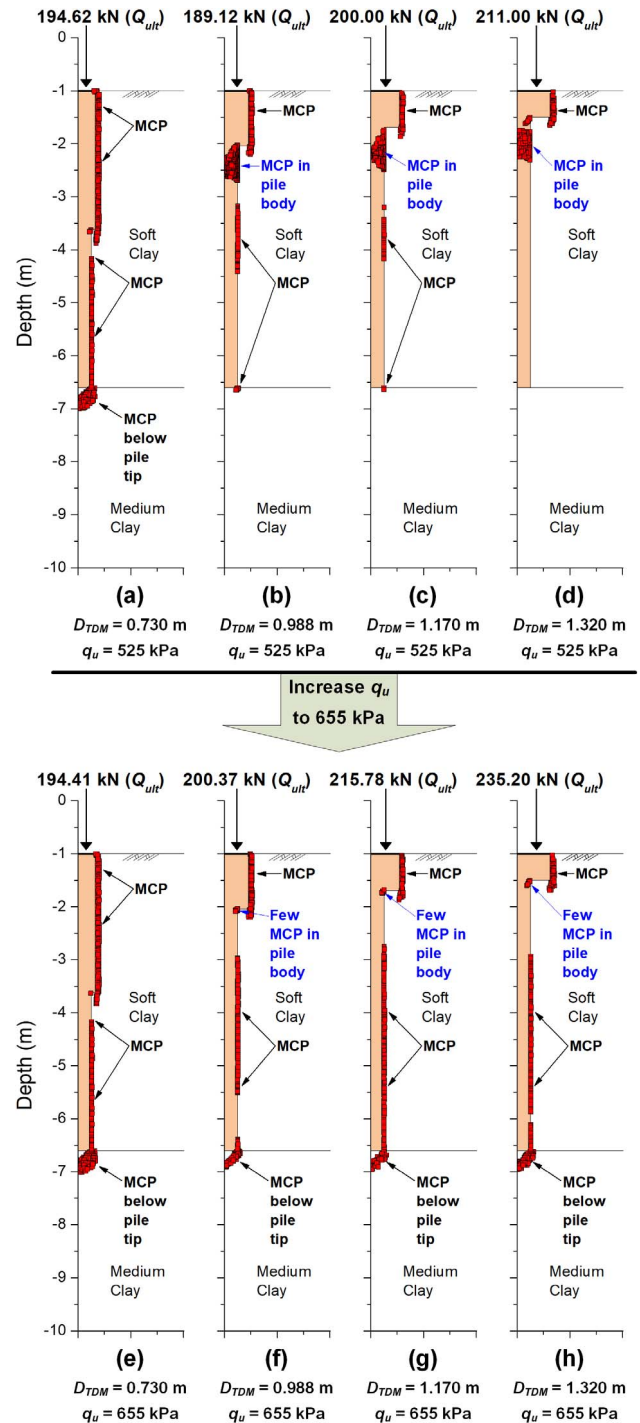 194.62 kN (Qult) 189.12 kN (Qult) 200.00 kN (Qult) 211.00 kN (Qult)
0
-1
-2
-3
-4
-5
-6
-7
-8
-9
-10
Depth (m)
MCP
Soft
Clay
MCP
MCP
below
pile
tip
Medium
Clay
MCP
MCP in
pile
body
Soft
Clay
MCP
Medium
Clay
MCP
MCP in
pile
body
Soft
Clay
MCP
Medium
Clay
MCP
MCP in
pile
body
Soft
Clay
Medium
Clay
(a) (b) (c) (d)
DTDM = 0.730 m DTDM = 0.988 m DTDM = 1.170 m DTDM = 1.320 m
qu = 525 kPa qu = 525 kPa qu = 525 kPa qu = 525 kPa
Increase qu
to 655 kPa
194.41 kN (Qult) 200.37 kN (Qult) 215.78 kN (Qult) 235.20 kN (Qult)
0
-1
-2
-3
-4
-5
-6
-7
-8
-9
-10
Depth (m)
MCP
Soft
Clay
MCP
MCP
below
pile
tip
Medium
Clay
MCP
Few
MCP in
pile
body
Soft
Clay
MCP
MCP
below
pile
tip
Medium
Clay
MCP
Few
MCP in
pile
body
Soft
Clay
MCP
MCP
below
pile
tip
Medium
Clay
MCP
Few
MCP in
pile
body
Soft
Clay
MCP
MCP
below
pile
tip
Medium
Clay
(e) (f) (g) (h)
DTDM = 0.730 m DTDM = 0.988 m DTDM = 1.170 m DTDM = 1.320 m
qu = 655 kPa qu = 655 kPa qu = 655 kPa qu = 655 kPa